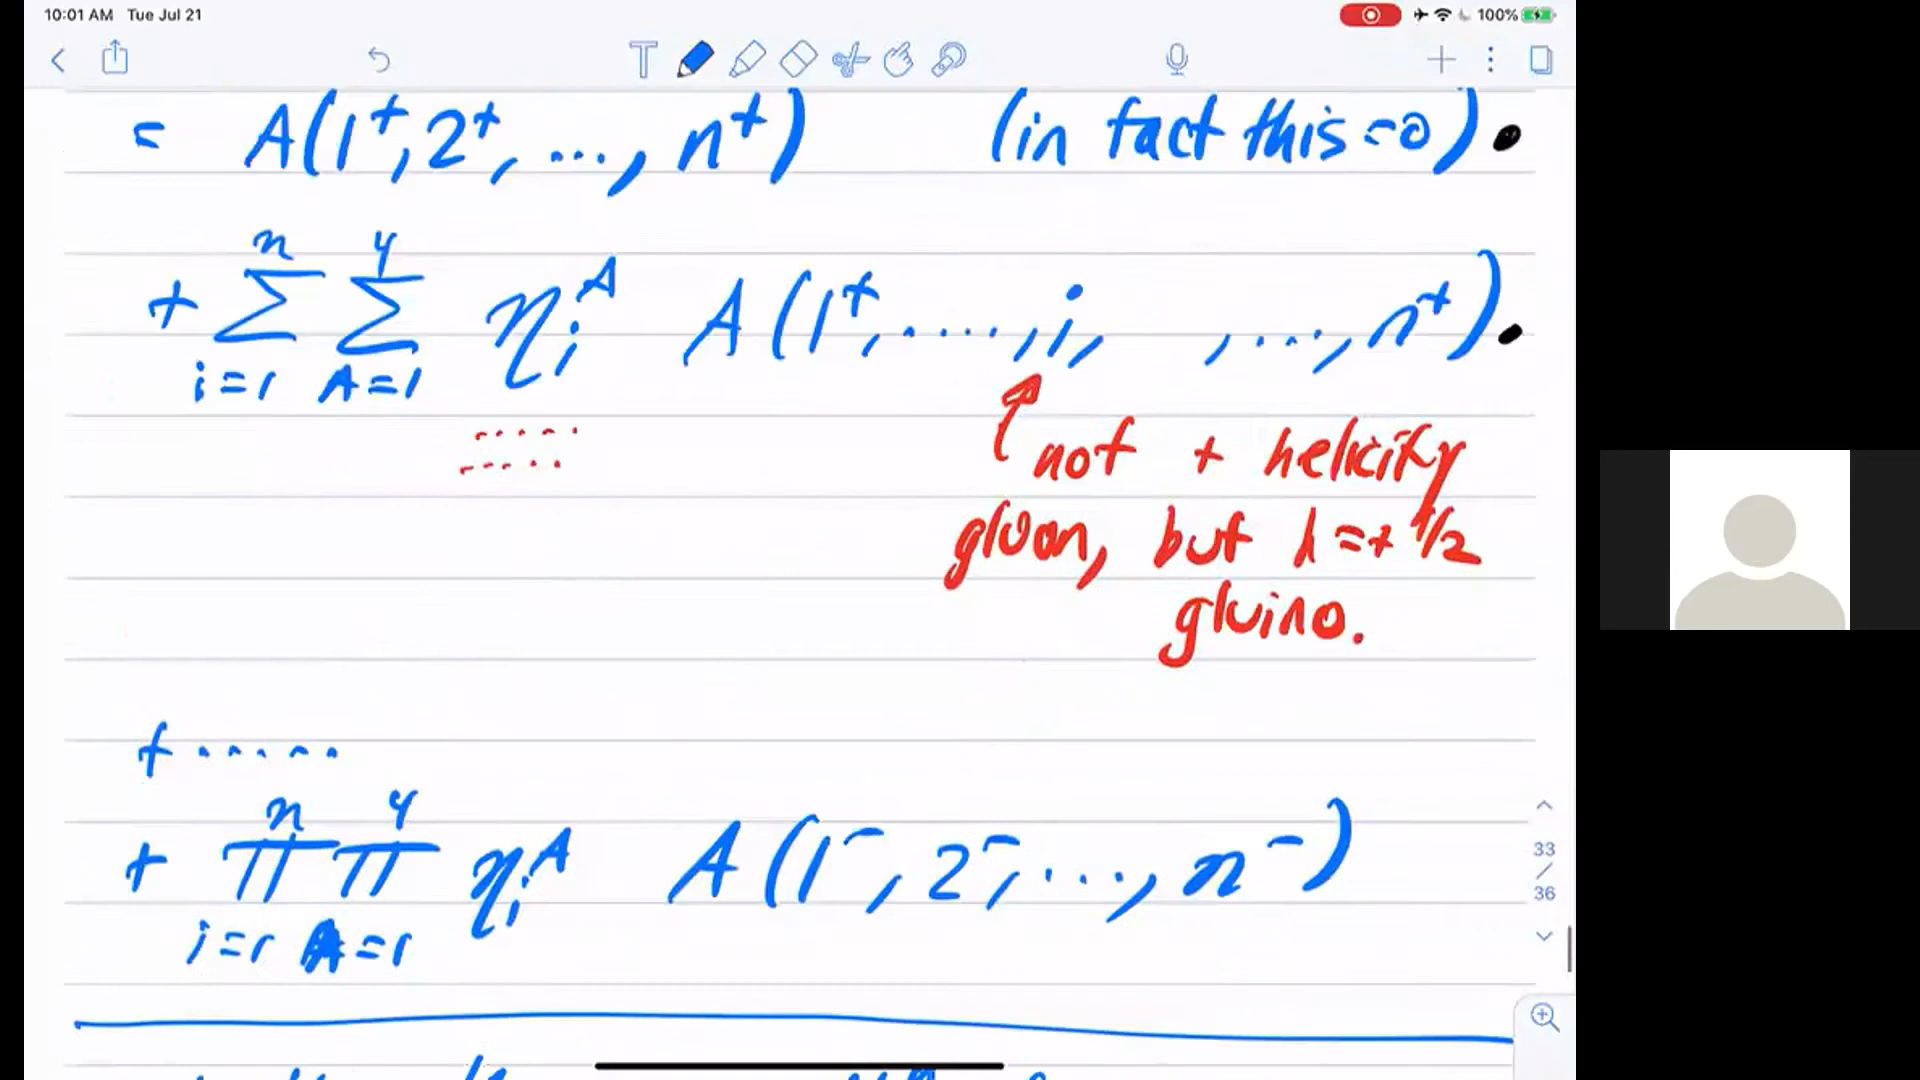 10:01 AM Tue Jul 21 100%
= A(1⁺, 2⁺, ..., n⁺) (in fact this = 0)
+ ∑_{i=1}^{n} ∑_{A=1}^{4} η_i^A A(1⁺, ...., i, , ..., n⁺)
not + helicity
gluon, but h = + 1/2
gluino.
+ .....
+ ∏_{i=1}^{n} ∏_{A=1}^{4} η_i^A A(1⁻, 2⁻, ..., n⁻)
33
/
36